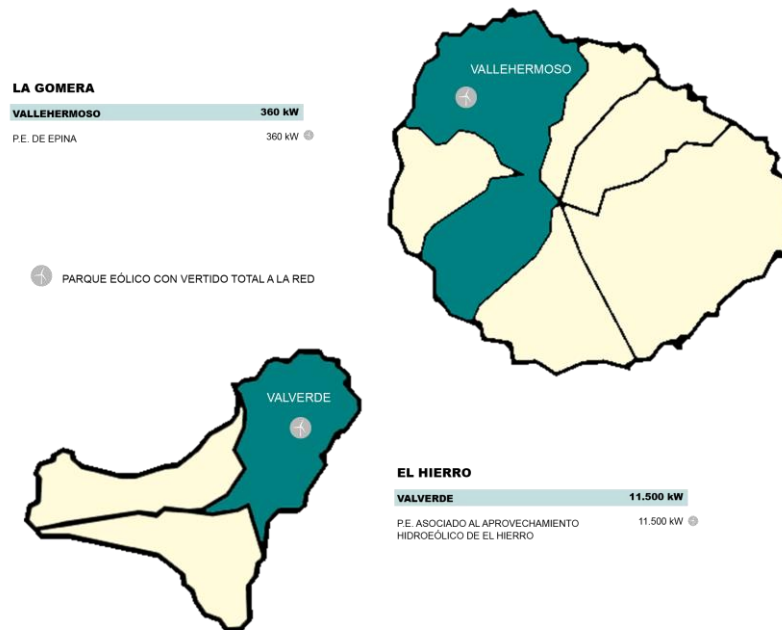 LA GOMERA
VALLEHERMOSO 360 kW
P.E. DE EPINA 360 kW
VALLEHERMOSO
PARQUE EÓLICO CON VERTIDO TOTAL A LA RED
VALVERDE
EL HIERRO
VALVERDE 11.500 kW
P.E. ASOCIADO AL APROVECHAMIENTO 11.500 kW
HIDROEÓLICO DE EL HIERRO